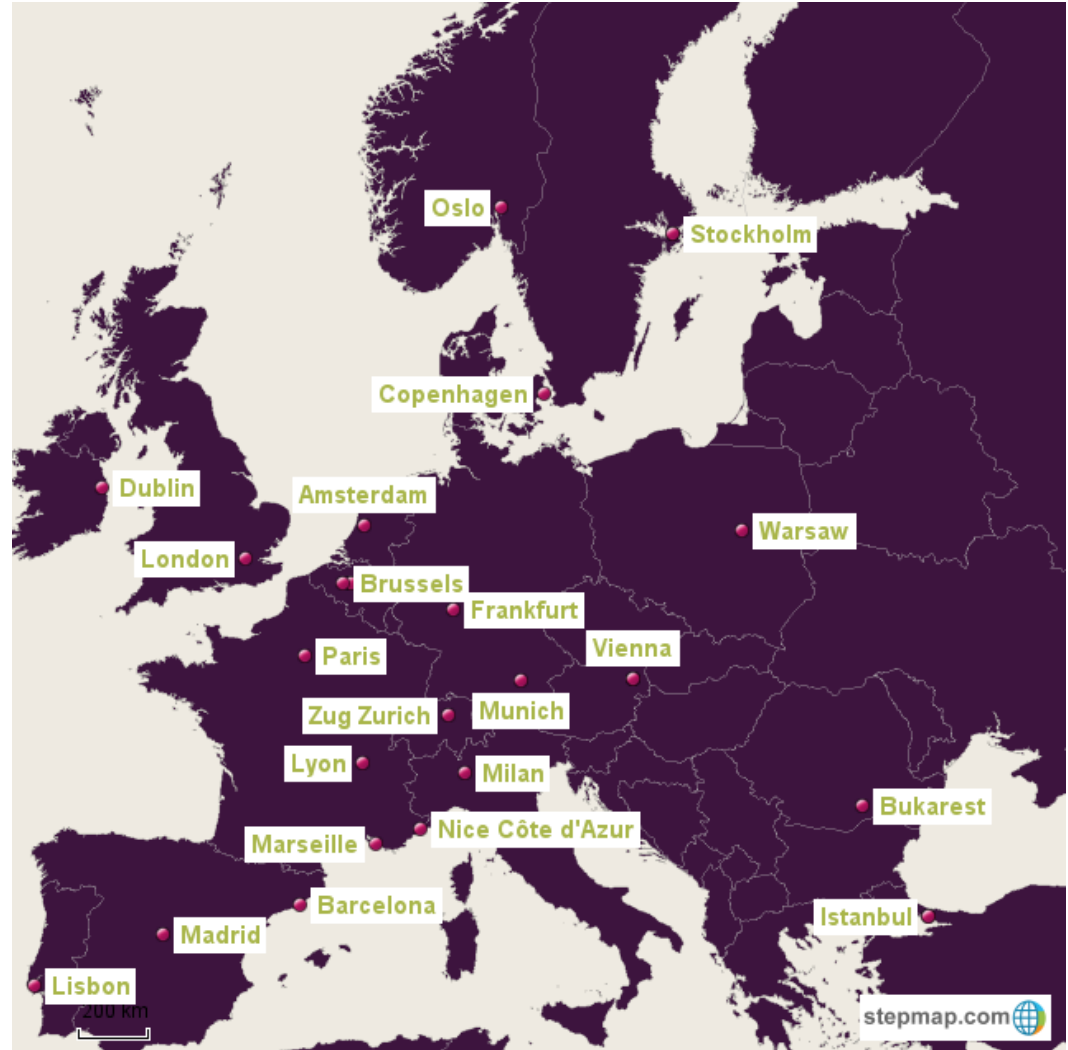 Oslo
Stockholm
Copenhagen
Dublin
Amsterdam
Warsaw
London
Brussels
Frankfurt
Paris
Vienna
Munich
Zug Zurich
Lyon
Milan
Bukarest
Nice Côte d'Azur
Marseille
Barcelona
Istanbul
Madrid
Lisbon
200 km
stepmap.com